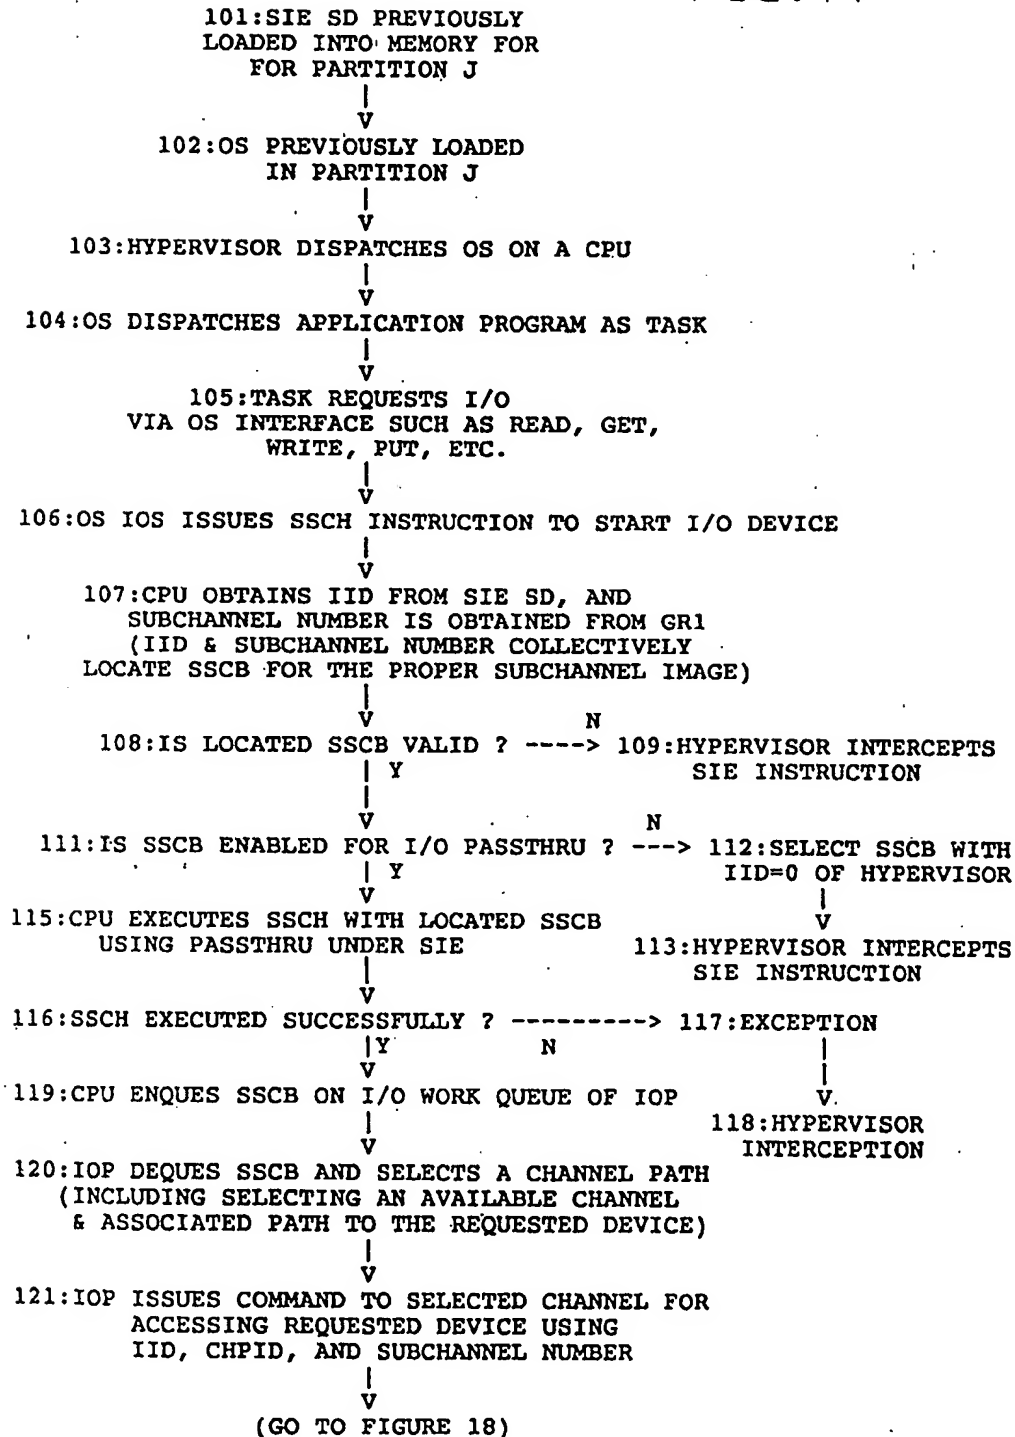 101:SIE SD PREVIOUSLY
LOADED INTO MEMORY FOR
FOR PARTITION J
|
V
102:OS PREVIOUSLY LOADED
IN PARTITION J
|
V
103:HYPERVISOR DISPATCHES OS ON A CPU
|
V
104:OS DISPATCHES APPLICATION PROGRAM AS TASK
|
V
105:TASK REQUESTS I/O
VIA OS INTERFACE SUCH AS READ, GET,
WRITE, PUT, ETC.
|
V
106:OS IOS ISSUES SSCH INSTRUCTION TO START I/O DEVICE
|
V
107:CPU OBTAINS IID FROM SIE SD, AND
SUBCHANNEL NUMBER IS OBTAINED FROM GR1
(IID & SUBCHANNEL NUMBER COLLECTIVELY
LOCATE SSCB FOR THE PROPER SUBCHANNEL IMAGE)
|
V N
108:IS LOCATED SSCB VALID ? ----> 109:HYPERVISOR INTERCEPTS
| Y SIE INSTRUCTION
|
V N
111:IS SSCB ENABLED FOR I/O PASSTHRU ? ---> 112:SELECT SSCB WITH
| Y IID=0 OF HYPERVISOR
V |
115:CPU EXECUTES SSCH WITH LOCATED SSCB V
USING PASSTHRU UNDER SIE 113:HYPERVISOR INTERCEPTS
| SIE INSTRUCTION
V
116:SSCH EXECUTED SUCCESSFULLY ? ---------> 117:EXCEPTION
|Y N |
V |
119:CPU ENQUES SSCB ON I/O WORK QUEUE OF IOP V
| 118:HYPERVISOR
V INTERCEPTION
120:IOP DEQUES SSCB AND SELECTS A CHANNEL PATH
(INCLUDING SELECTING AN AVAILABLE CHANNEL
& ASSOCIATED PATH TO THE REQUESTED DEVICE)
|
V
121:IOP ISSUES COMMAND TO SELECTED CHANNEL FOR
ACCESSING REQUESTED DEVICE USING
IID, CHPID, AND SUBCHANNEL NUMBER
|
V
(GO TO FIGURE 18)